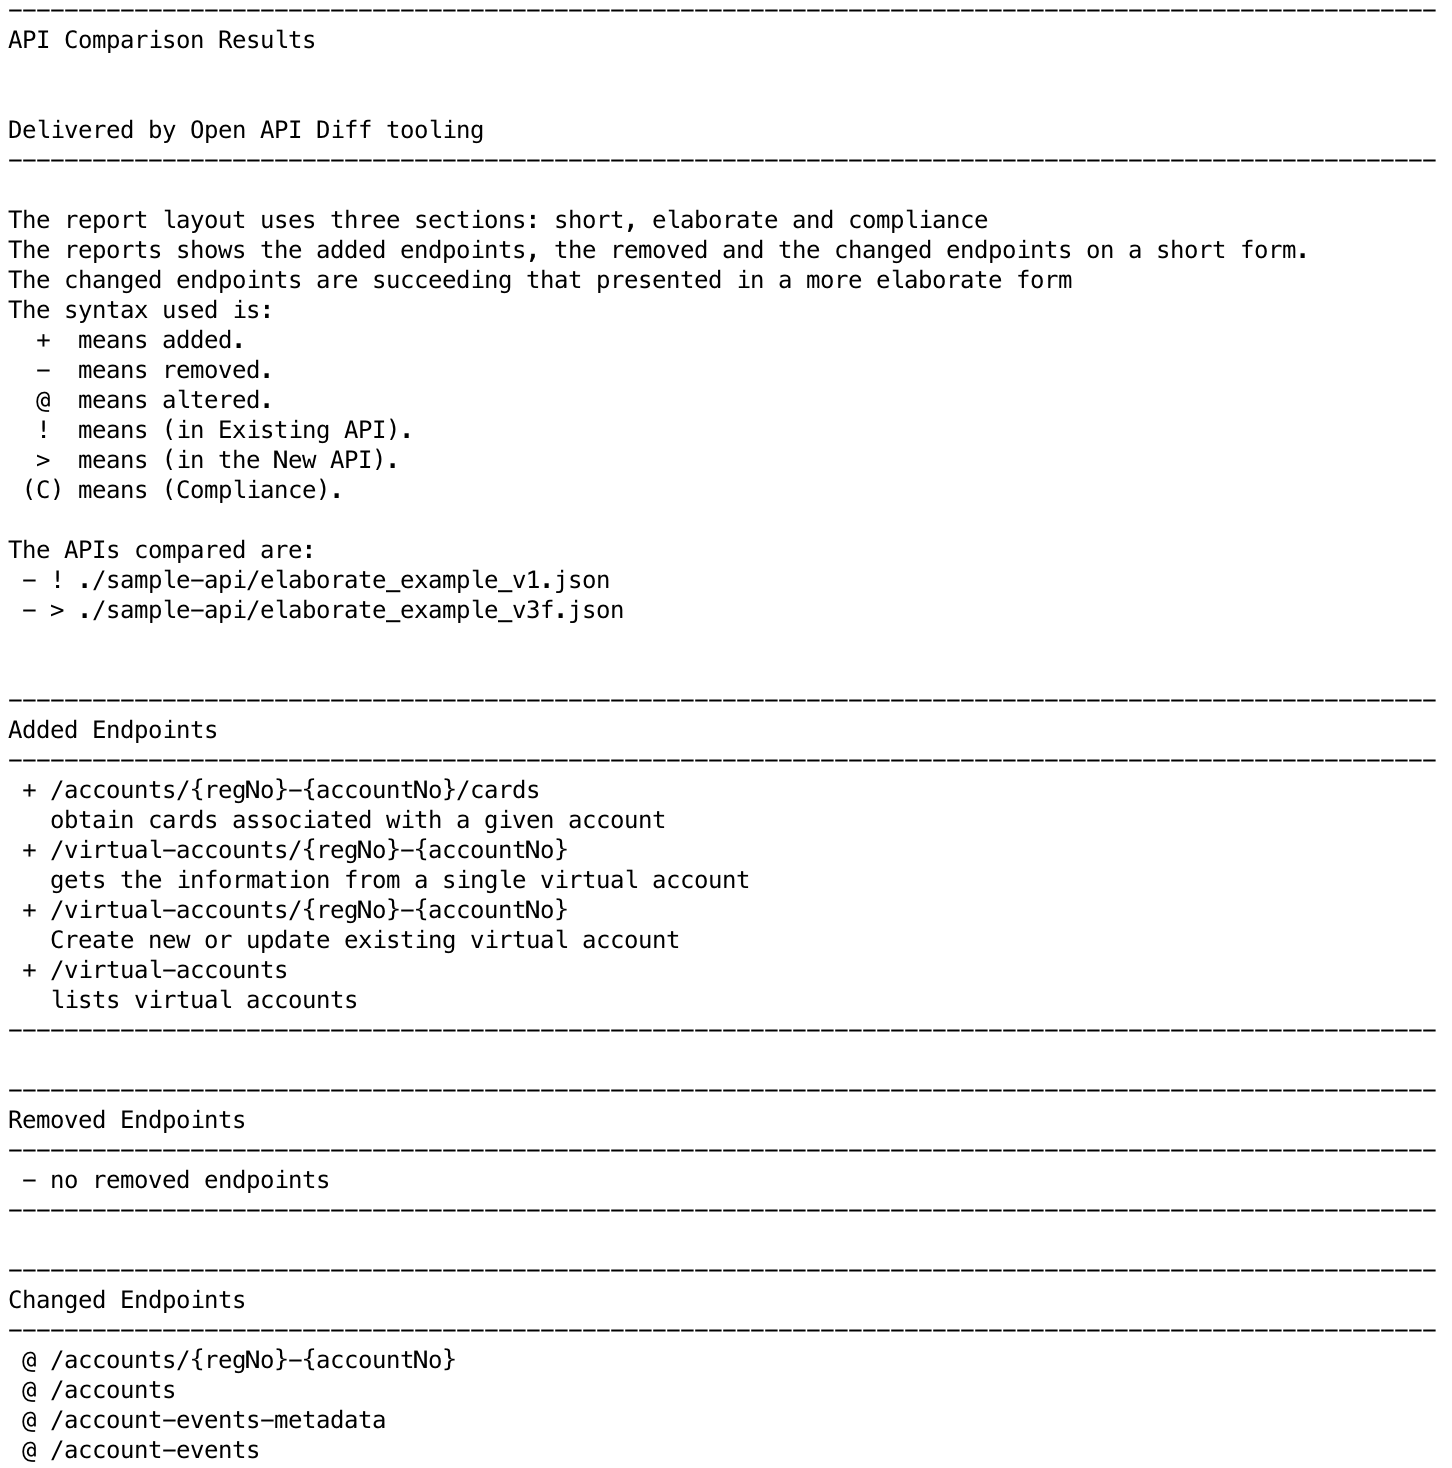 ------------------------------------------------------------------------------------------------------
API Comparison Results
Delivered by Open API Diff tooling
------------------------------------------------------------------------------------------------------
The report layout uses three sections: short, elaborate and compliance
The reports shows the added endpoints, the removed and the changed endpoints on a short form.
The changed endpoints are succeeding that presented in a more elaborate form
The syntax used is:
  +  means added.
  -  means removed.
  @  means altered.
  !  means (in Existing API).
  >  means (in the New API).
 (C) means (Compliance).
The APIs compared are:
 - ! ./sample-api/elaborate_example_v1.json
 - > ./sample-api/elaborate_example_v3f.json
------------------------------------------------------------------------------------------------------
Added Endpoints
------------------------------------------------------------------------------------------------------
 + /accounts/{regNo}-{accountNo}/cards
   obtain cards associated with a given account
 + /virtual-accounts/{regNo}-{accountNo}
   gets the information from a single virtual account
 + /virtual-accounts/{regNo}-{accountNo}
   Create new or update existing virtual account
 + /virtual-accounts
   lists virtual accounts
------------------------------------------------------------------------------------------------------
------------------------------------------------------------------------------------------------------
Removed Endpoints
------------------------------------------------------------------------------------------------------
 - no removed endpoints
------------------------------------------------------------------------------------------------------
------------------------------------------------------------------------------------------------------
Changed Endpoints
------------------------------------------------------------------------------------------------------
 @ /accounts/{regNo}-{accountNo}
 @ /accounts
 @ /account-events-metadata
 @ /account-events